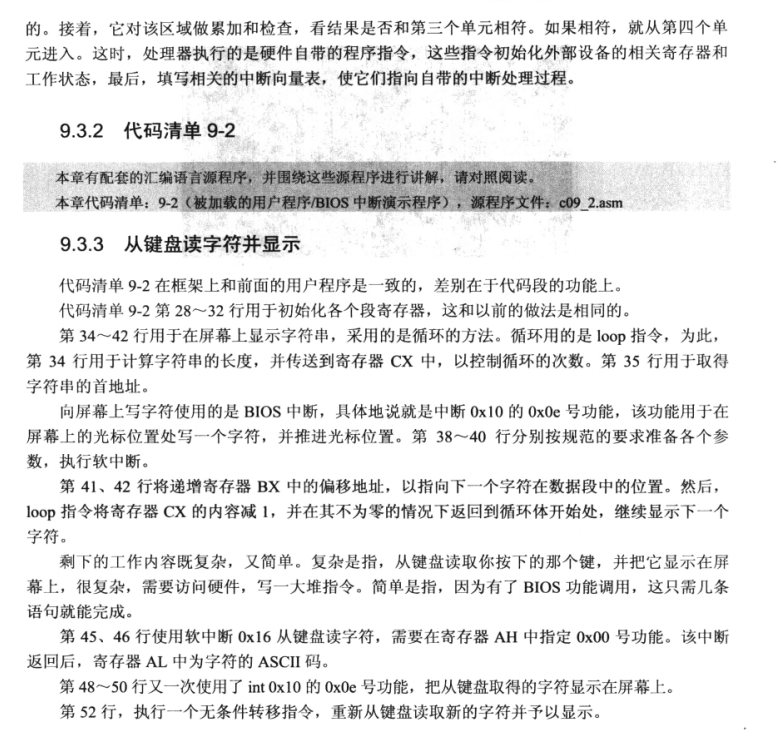 的。接着，它对该区域做累加和检查，看结果是否和第三个单元相符。如果相符，就从第四个单
元进入。这时，处理器执行的是硬件自带的程序指令，这些指令初始化外部设备的相关寄存器和
工作状态，最后，填写相关的中断向量表，使它们指向自带的中断处理过程。
9.3.2 代码清单 9-2
本章有配套的汇编语言源程序，并围绕这些源程序进行讲解，请对照阅读。
本章代码清单：9-2（被加载的用户程序/BIOS 中断演示程序），源程序文件：c09_2.asm
9.3.3 从键盘读字符并显示
代码清单 9-2 在框架上和前面的用户程序是一致的，差别在于代码段的功能上。
代码清单 9-2 第 28～32 行用于初始化各个段寄存器，这和以前的做法是相同的。
第 34～42 行用于在屏幕上显示字符串，采用的是循环的方法。循环用的是 loop 指令，为此，
第 34 行用于计算字符串的长度，并传送到寄存器 CX 中，以控制循环的次数。第 35 行用于取得
字符串的首地址。
向屏幕上写字符使用的是 BIOS 中断，具体地说就是中断 0x10 的 0x0e 号功能，该功能用于在
屏幕上的光标位置处写一个字符，并推进光标位置。第 38～40 行分别按规范的要求准备各个参
数，执行软中断。
第 41、42 行将递增寄存器 BX 中的偏移地址，以指向下一个字符在数据段中的位置。然后，
loop 指令将寄存器 CX 的内容减 1，并在其不为零的情况下返回到循环体开始处，继续显示下一个
字符。
剩下的工作内容既复杂，又简单。复杂是指，从键盘读取你按下的那个键，并把它显示在屏
幕上，很复杂，需要访问硬件，写一大堆指令。简单是指，因为有了 BIOS 功能调用，这只需几条
语句就能完成。
第 45、46 行使用软中断 0x16 从键盘读字符，需要在寄存器 AH 中指定 0x00 号功能。该中断
返回后，寄存器 AL 中为字符的 ASCII 码。
第 48～50 行又一次使用了 int 0x10 的 0x0e 号功能，把从键盘取得的字符显示在屏幕上。
第 52 行，执行一个无条件转移指令，重新从键盘读取新的字符并予以显示。